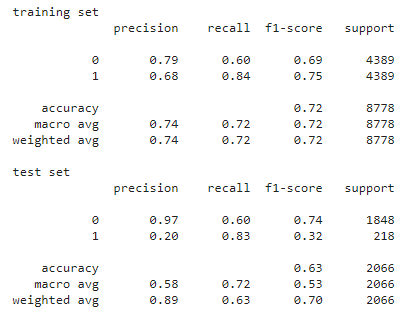 training set
precision recall f1-score support
0 0.79 0.60 0.69 4389
1 0.68 0.84 0.75 4389
accuracy 0.72 8778
macro avg 0.74 0.72 0.72 8778
weighted avg 0.74 0.72 0.72 8778
test set
precision recall f1-score support
0 0.97 0.60 0.74 1848
1 0.20 0.83 0.32 218
accuracy 0.63 2066
macro avg 0.58 0.72 0.53 2066
weighted avg 0.89 0.63 0.70 2066